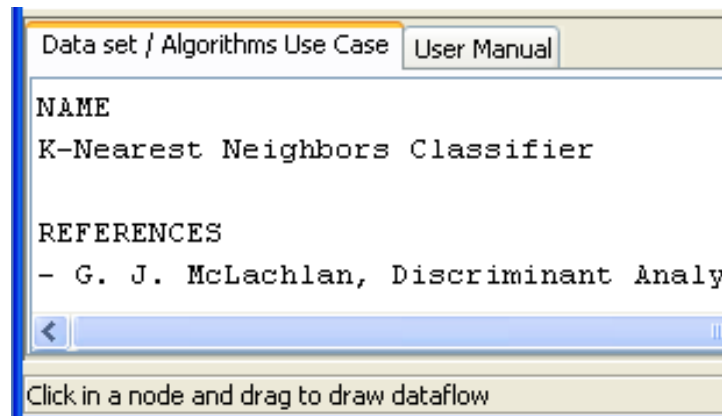 Data set / Algorithms Use Case User Manual
NAME
K-Nearest Neighbors Classifier
REFERENCES
- G. J. McLachlan, Discriminant Analy
Click in a node and drag to draw dataflow